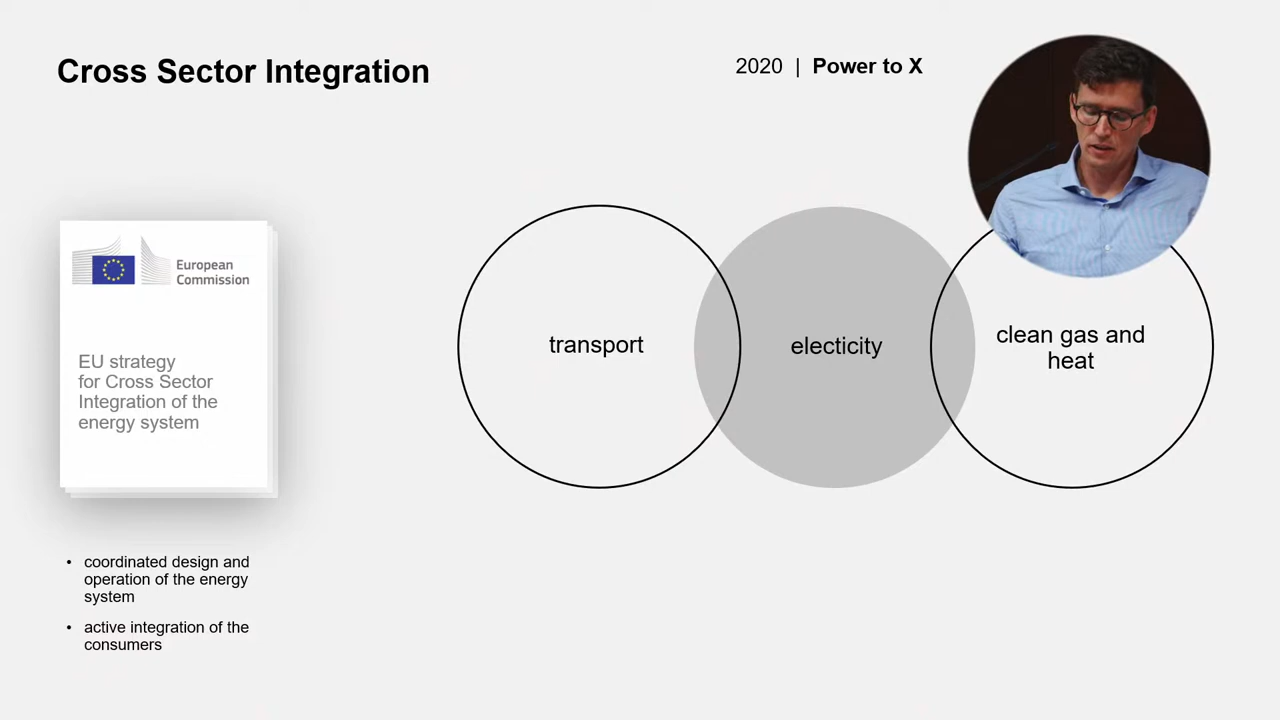 Cross Sector Integration
2020 | Power to X
European
Commission
EU strategy
for Cross Sector
Integration of the
energy system
transport
electicity
clean gas and
heat
• coordinated design and
operation of the energy
system
• active integration of the
consumers